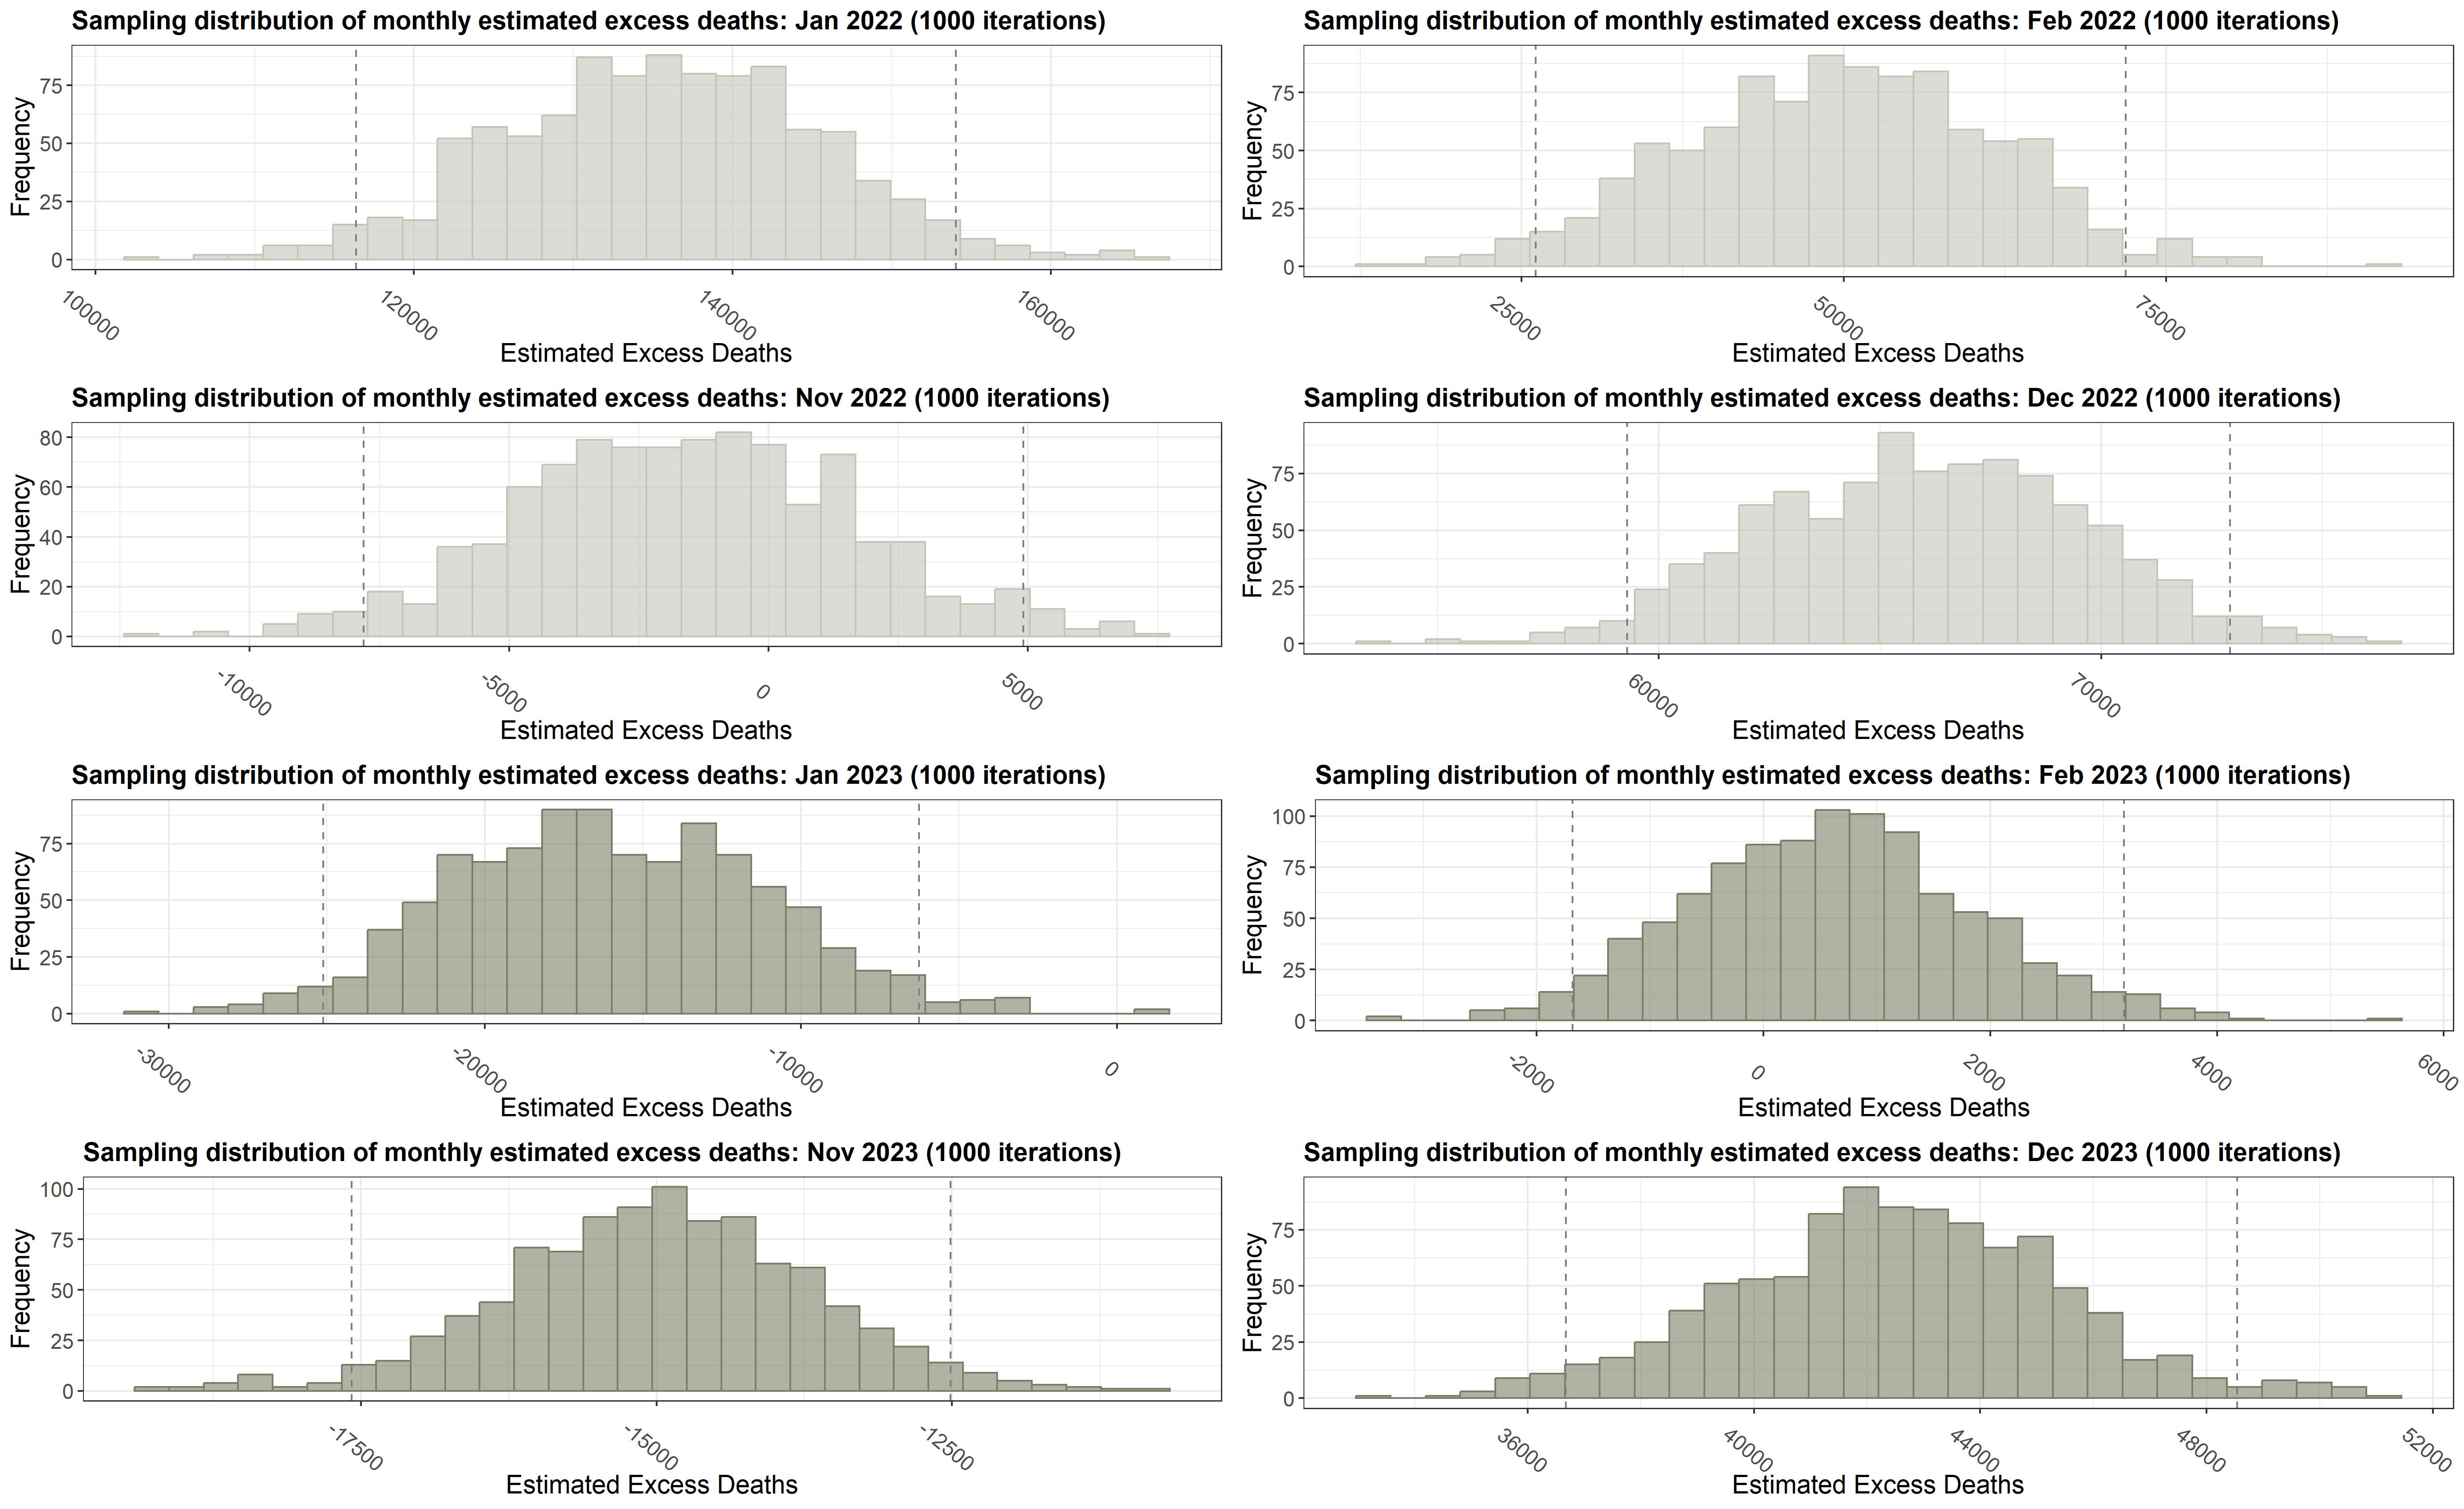 Sampling distribution of monthly estimated excess deaths: Jan 2022 (1000 iterations)
Frequency
75
50
25
0
100000
120000
140000
160000
Estimated Excess Deaths
Sampling distribution of monthly estimated excess deaths: Feb 2022 (1000 iterations)
Frequency
75
50
25
0
25000
50000
75000
Estimated Excess Deaths
Sampling distribution of monthly estimated excess deaths: Nov 2022 (1000 iterations)
Frequency
80
60
40
20
0
-10000
-5000
0
5000
Estimated Excess Deaths
Sampling distribution of monthly estimated excess deaths: Dec 2022 (1000 iterations)
Frequency
75
50
25
0
60000
70000
Estimated Excess Deaths
Sampling distribution of monthly estimated excess deaths: Jan 2023 (1000 iterations)
Frequency
75
50
25
0
-30000
-20000
-10000
0
Estimated Excess Deaths
Sampling distribution of monthly estimated excess deaths: Feb 2023 (1000 iterations)
Frequency
100
75
50
25
0
-2000
0
2000
4000
6000
Estimated Excess Deaths
Sampling distribution of monthly estimated excess deaths: Nov 2023 (1000 iterations)
Frequency
100
75
50
25
0
-17500
-15000
-12500
Estimated Excess Deaths
Sampling distribution of monthly estimated excess deaths: Dec 2023 (1000 iterations)
Frequency
75
50
25
0
36000
40000
44000
48000
52000
Estimated Excess Deaths